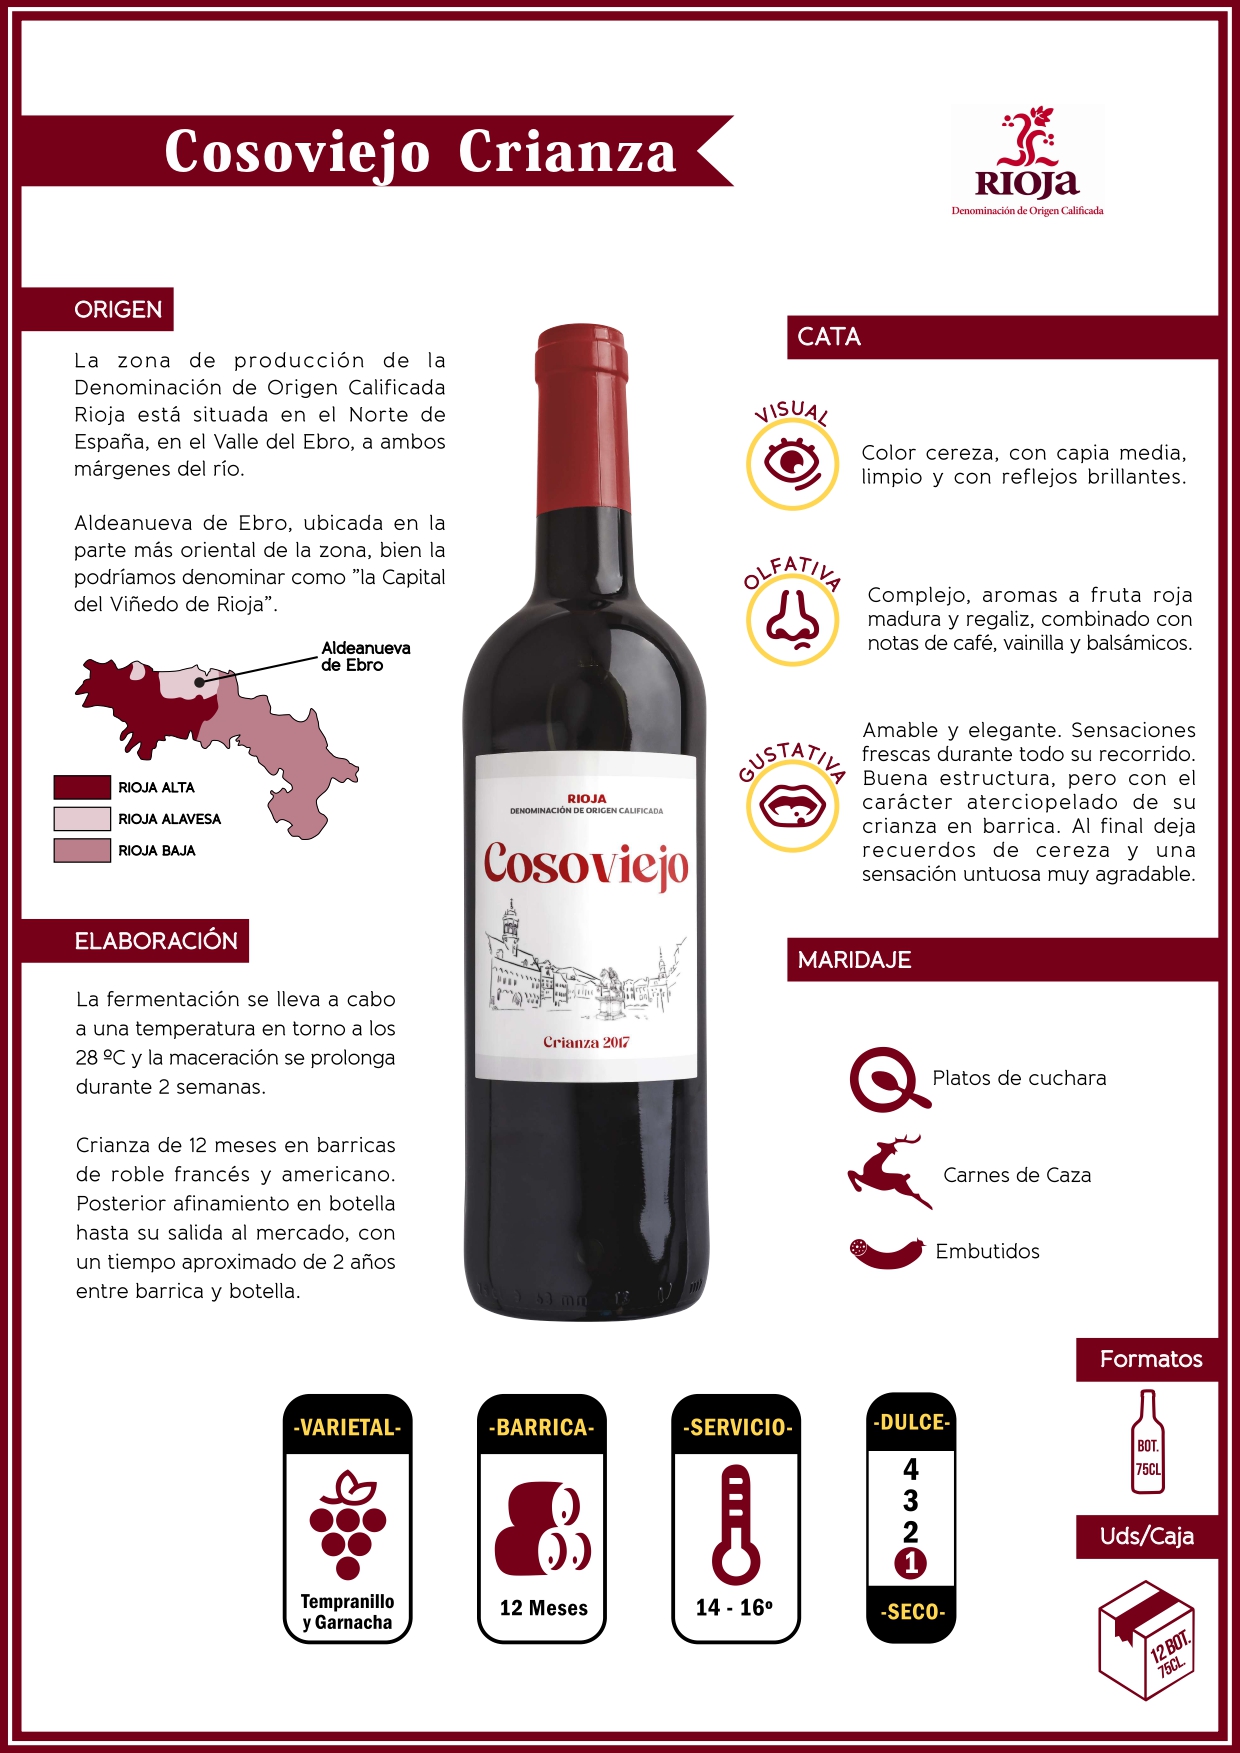 Cosoviejo Crianza
RIOJA
Denominación de Origen Calificada
ORIGEN
La zona de producción de la
Denominación de Origen Calificada
Rioja está situada en el Norte de
España, en el Valle del Ebro, a ambos
márgenes del río.
Aldeanueva de Ebro, ubicada en la
parte más oriental de la zona, bien la
podríamos denominar como ”la Capital
del Viñedo de Rioja”.
Aldeanueva
de Ebro
RIOJA ALTA
RIOJA ALAVESA
RIOJA BAJA
ELABORACIÓN
La fermentación se lleva a cabo
a una temperatura en torno a los
28 ºC y la maceración se prolonga
durante 2 semanas.
Crianza de 12 meses en barricas
de roble francés y americano.
Posterior afinamiento en botella
hasta su salida al mercado, con
un tiempo aproximado de 2 años
entre barrica y botella.
RIOJA
DENOMINACIÓN DE ORIGEN CALIFICADA
Cosoviejo
Crianza 2017
CATA
VISUAL
Color cereza, con capia media,
limpio y con reflejos brillantes.
OLFATIVA
Complejo, aromas a fruta roja
madura y regaliz, combinado con
notas de café, vainilla y balsámicos.
GUSTATIVA
Amable y elegante. Sensaciones
frescas durante todo su recorrido.
Buena estructura, pero con el
carácter aterciopelado de su
crianza en barrica. Al final deja
recuerdos de cereza y una
sensación untuosa muy agradable.
MARIDAJE
Platos de cuchara
Carnes de Caza
Embutidos
-VARIETAL-
Tempranillo
y Garnacha
-BARRICA-
12 Meses
-SERVICIO-
14 - 16º
-DULCE-
4
3
2
1
-SECO-
Formatos
BOT.
75CL
Uds/Caja
12 BOT.
75CL.